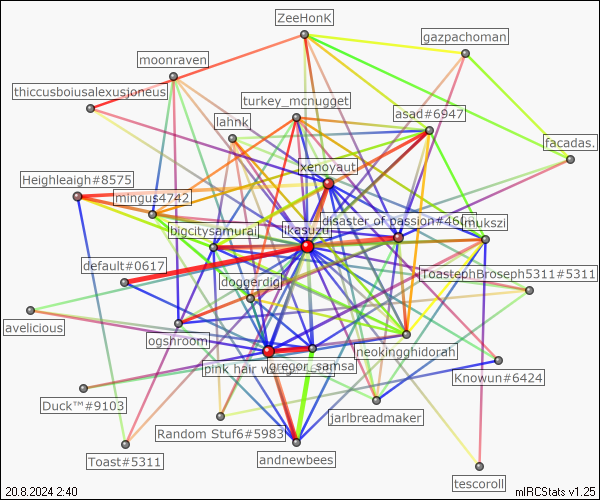 ZeeHonK
gazpachoman
moonraven
thiccusboiusalexusjoneus
turkey_mcnugget
asad#6947
lahnk
facadas.
xenoyaut
Heighleaigh#8575
mingus4742
ikasuzu
disaster of passion#46
mukszi
bigcitysamurai
default#0617
ToastephBroseph5311#5311
doggerdig
avelicious
ogshroom
neokingghidorah
pink hair w
gregor_samsa
Knowun#6424
Duck™#9103
jarlbreadmaker
Random Stuf6#5983
Toast#5311
andnewbees
tescoroll
20.8.2024 2:40
mIRCStats v1.25